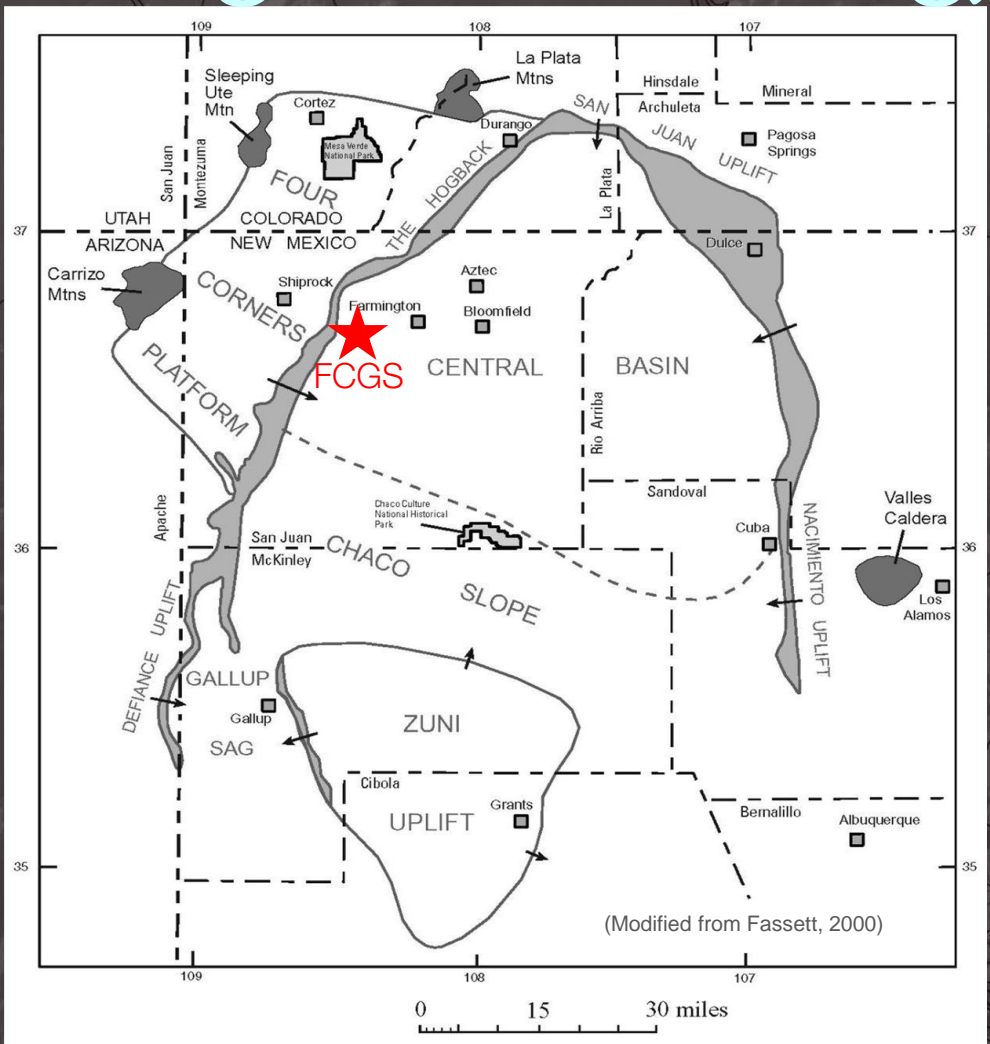 109
108
107
Sleeping
Ute
Mtn
La Plata
Mtns
Hinsdale
Archuleta
Mineral
Cortez
Durango
SAN
JUAN
UPLIFT
Pagosa
Springs
Mesa Verde
National Park
San Juan
Montezuma
FOUR
THE HOGBACK
La Plata
UTAH
COLORADO
37
37
ARIZONA
NEW MEXICO
Dulce
Carrizo
Mtns
Shiprock
Aztec
CORNERS
Farmington
Bloomfield
FCGS
CENTRAL
BASIN
PLATFORM
Rio Arriba
Apache
Sandoval
Chaco Culture
National Historical
Park
Valles
Caldera
Cuba
NACIMIENTO UPLIFT
36
San Juan
McKinley
CHACO
SLOPE
36
Los
Alamos
DEFIANCE UPLIFT
GALLUP
Gallup
SAG
ZUNI
Cibola
UPLIFT
Grants
Bernalillo
Albuquerque
35
35
(Modified from Fassett, 2000)
109
108
107
0 15 30 miles